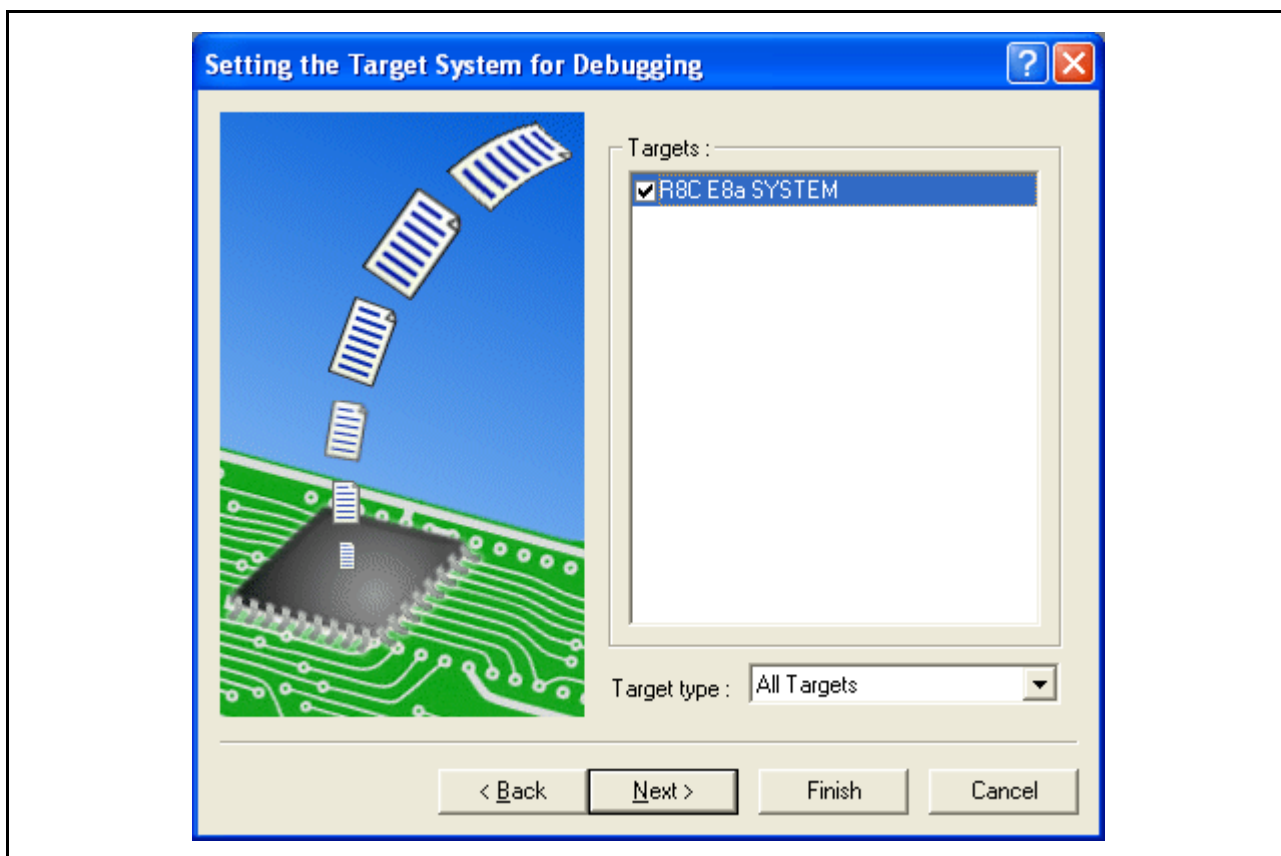 Setting the Target System for Debugging
Targets :
R8C E8a SYSTEM
Target type : All Targets
< Back Next > Finish Cancel